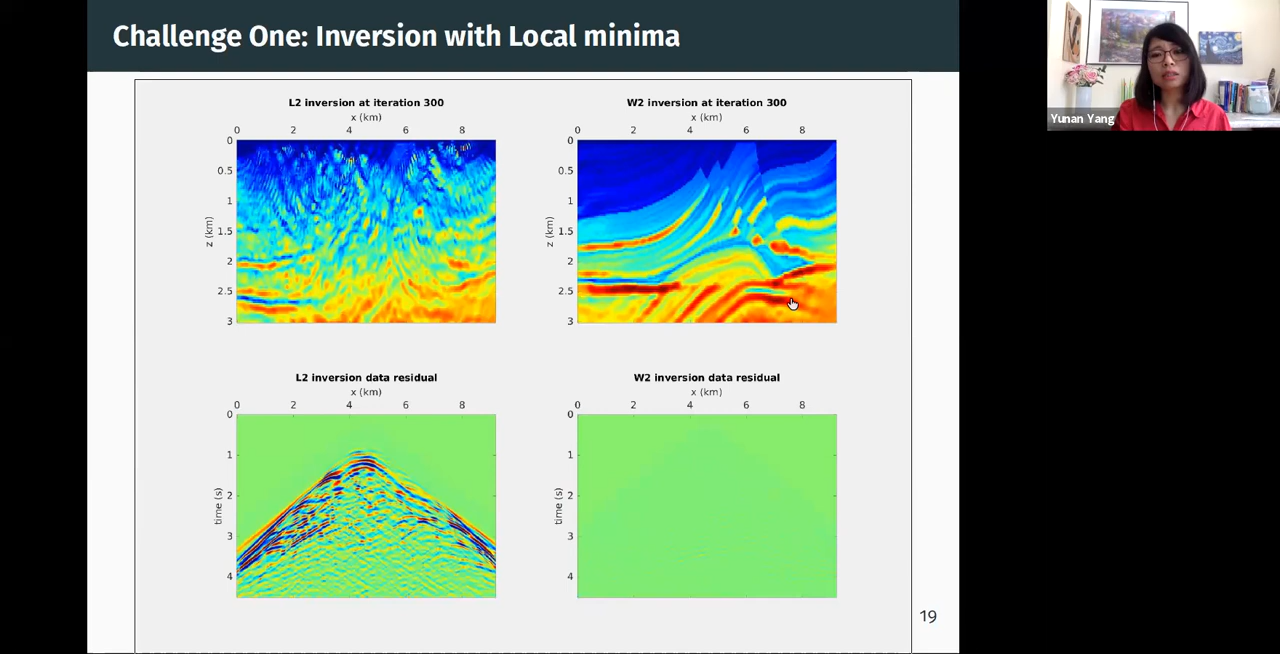 Challenge One: Inversion with Local minima
Yunan Yang
L2 inversion at iteration 300
x (km)
0 2 4 6 8
0
0.5
1
1.5
2
2.5
3
z (km)
W2 inversion at iteration 300
x (km)
0 2 4 6 8
0
0.5
1
1.5
2
2.5
3
z (km)
L2 inversion data residual
x (km)
0 2 4 6 8
0
1
2
3
4
time (s)
W2 inversion data residual
x (km)
0 2 4 6 8
0
1
2
3
4
time (s)
19